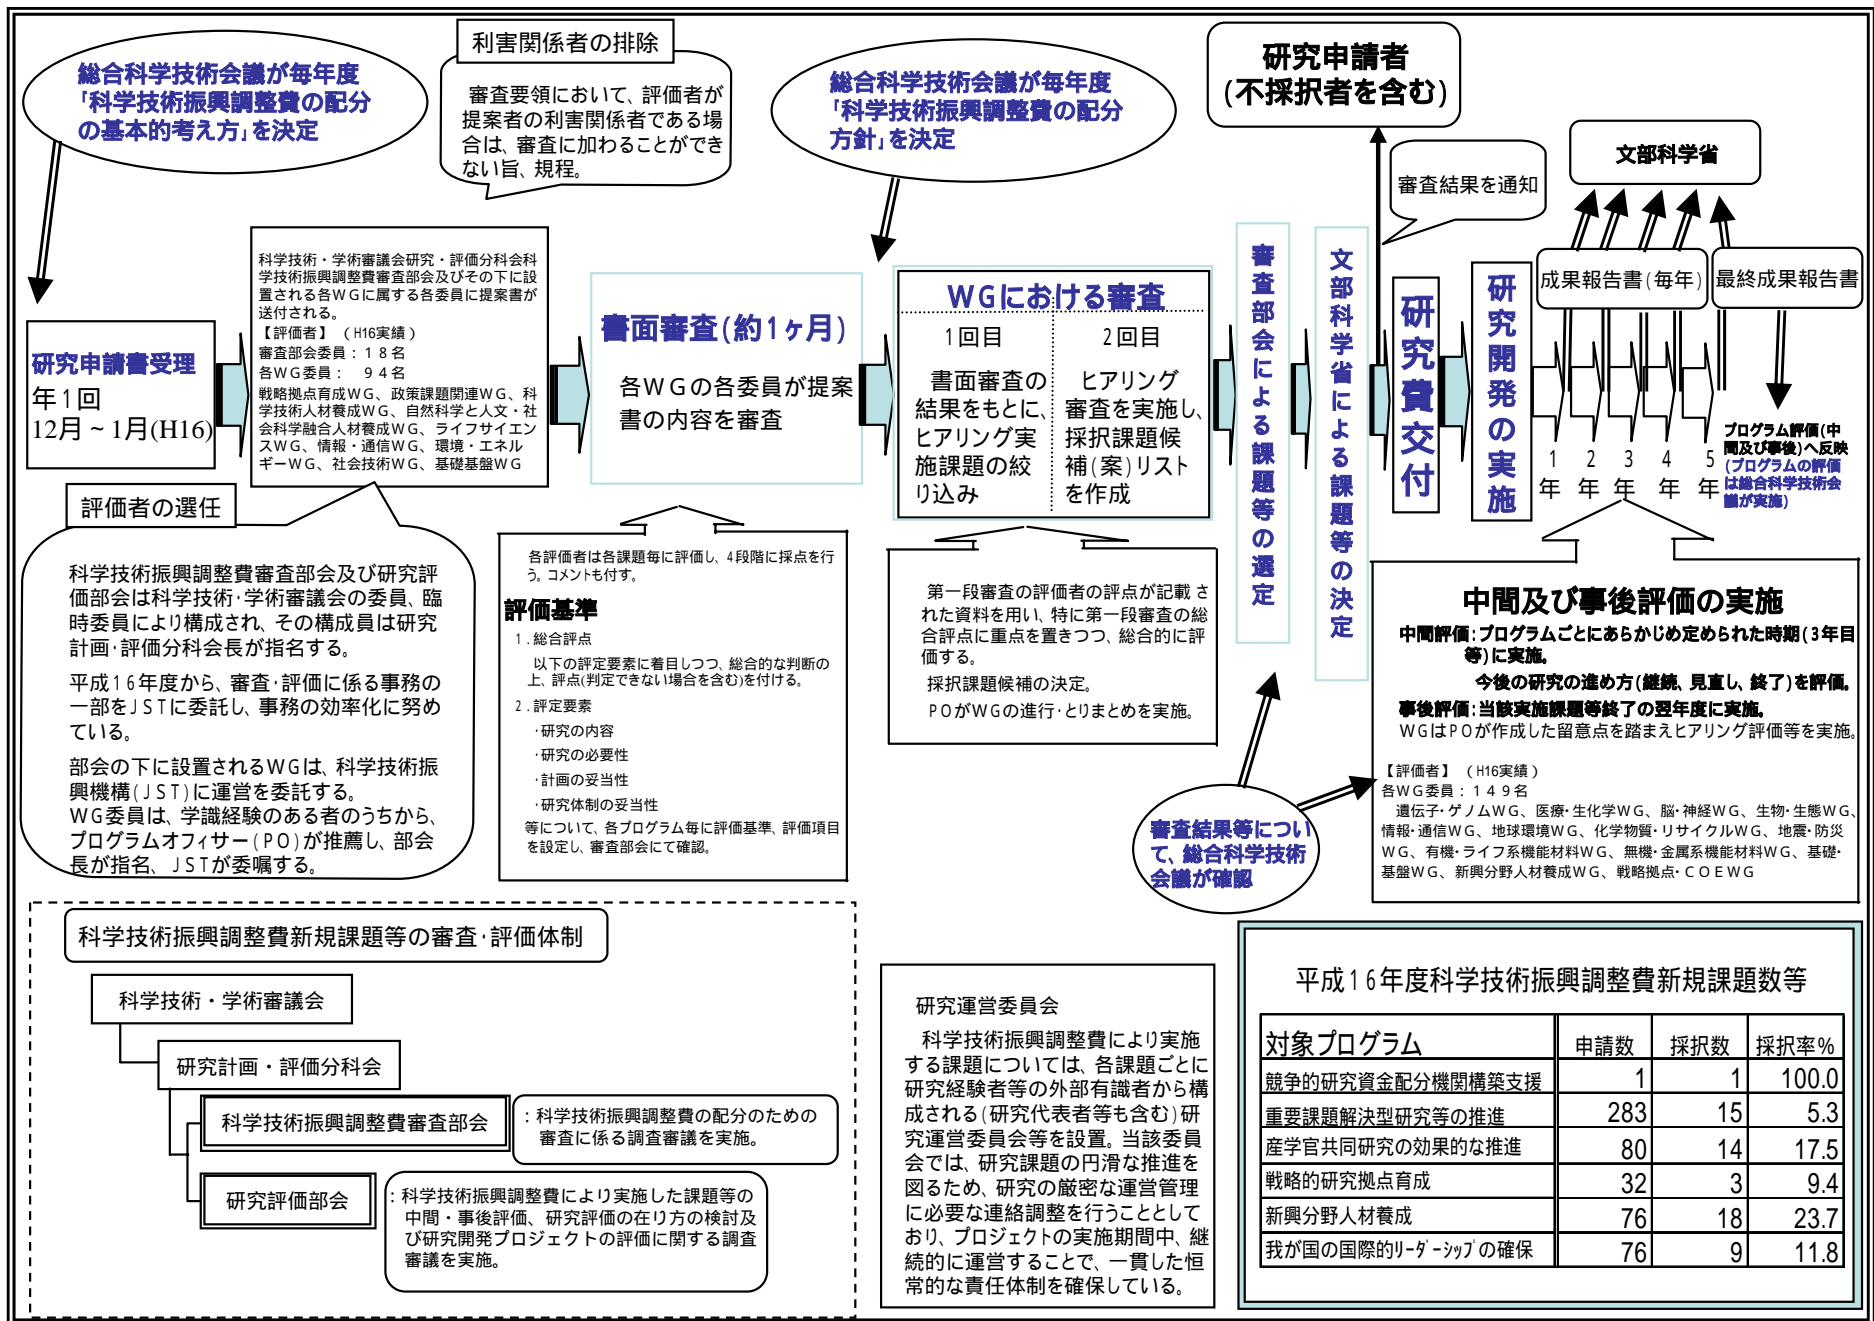 総合科学技術会議が毎年度
「科学技術振興調整費の配分
の基本的考え方」を決定
利害関係者の排除
審査要領において、評価者が
提案者の利害関係者である場
合は、審査に加わることができ
ない旨、規程。
総合科学技術会議が毎年度
「科学技術振興調整費の配分
方針」を決定
研究申請者
(不採択者を含む)
審査結果を通知
文部科学省
研究申請書受理
年1回
12月~1月(H16)
科学技術・学術審議会研究・評価分科会科
学技術振興調整費審査部会及びその下に設
置される各WGに属する各委員に提案書が
送付される。
【評価者】(H16実績)
審査部会委員:18名
各WG委員: 94名
戦略拠点育成WG、政策課題関連WG、科
学技術人材養成WG、自然科学と人文・社
会科学融合人材養成WG、ライフサイエン
スWG、情報・通信WG、環境・エネル
ギーWG、社会技術WG、基礎基盤WG
書面審査(約1ヶ月)
各WGの各委員が提案
書の内容を審査
WGにおける審査
1回目
書面審査の
結果をもとに、
ヒアリング実
施課題の絞
り込み
2回目
ヒアリング
審査を実施し、
採択課題候
補(案)リスト
を作成
審査部会による課題等の選定
文部科学省による課題等の決定
研究費交付
研究開発の実施
成果報告書(毎年)
最終成果報告書
1年
2年
3年
4年
5年
プログラム評価(中
間及び事後)へ反映
(プログラムの評価
は総合科学技術会
議が実施)
評価者の選任
科学技術振興調整費審査部会及び研究評
価部会は科学技術・学術審議会の委員、臨
時委員により構成され、その構成員は研究
計画・評価分科会長が指名する。
平成16年度から、審査・評価に係る事務の
一部をJSTに委託し、事務の効率化に努め
ている。
部会の下に設置されるWGは、科学技術振
興機構(JST)に運営を委託する。
WG委員は、学識経験のある者のうちから、
プログラムオフィサー(PO)が推薦し、部会
長が指名、JSTが委嘱する。
各評価者は各課題毎に評価し、4段階に採点を行
う。コメントも付す。
評価基準
1.総合評点
以下の評定要素に着目しつつ、総合的な判断の
上、評点(判定できない場合を含む)を付ける。
2.評定要素
・研究の内容
・研究の必要性
・計画の妥当性
・研究体制の妥当性
等について、各プログラム毎に評価基準、評価項目
を設定し、審査部会にて確認。
第一段審査の評価者の評点が記載さ
れた資料を用い、特に第一段審査の総
合評点に重点を置きつつ、総合的に評
価する。
採択課題候補の決定。
POがWGの進行・とりまとめを実施。
審査結果等につい
て、総合科学技術
会議が確認
中間及び事後評価の実施
中間評価:プログラムごとにあらかじめ定められた時期(3年目
等)に実施。
今後の研究の進め方(継続、見直し、終了)を評価。
事後評価:当該実施課題等終了の翌年度に実施。
WGはPOが作成した留意点を踏まえヒアリング評価等を実施。
【評価者】(H16実績)
各WG委員:149名
遺伝子・ゲノムWG、医療・生化学WG、脳・神経WG、生物・生態WG、
情報・通信WG、地球環境WG、化学物質・リサイクルWG、地震・防災
WG、有機・ライフ系機能材料WG、無機・金属系機能材料WG、基礎・
基盤WG、新興分野人材養成WG、戦略拠点・COEWG
科学技術振興調整費新規課題等の審査・評価体制
科学技術・学術審議会
研究計画・評価分科会
科学技術振興調整費審査部会
:科学技術振興調整費の配分のための
審査に係る調査審議を実施。
研究評価部会
:科学技術振興調整費により実施した課題等の
中間・事後評価、研究評価の在り方の検討及
び研究開発プロジェクトの評価に関する調査
審議を実施。
研究運営委員会
科学技術振興調整費により実施
する課題については、各課題ごとに
研究経験者等の外部有識者から構
成される(研究代表者等も含む)研
究運営委員会等を設置。当該委員
会では、研究課題の円滑な推進を
図るため、研究の厳密な運営管理
に必要な連絡調整を行うこととして
おり、プロジェクトの実施期間中、継
続的に運営することで、一貫した恒
常的な責任体制を確保している。
平成16年度科学技術振興調整費新規課題数等
対象プログラム 申請数 採択数 採択率%
競争的研究資金配分機関構築支援 1 1 100.0
重要課題解決型研究等の推進 283 15 5.3
産学官共同研究の効果的な推進 80 14 17.5
戦略的研究拠点育成 32 3 9.4
新興分野人材養成 76 18 23.7
我が国の国際的リーダーシップの確保 76 9 11.8